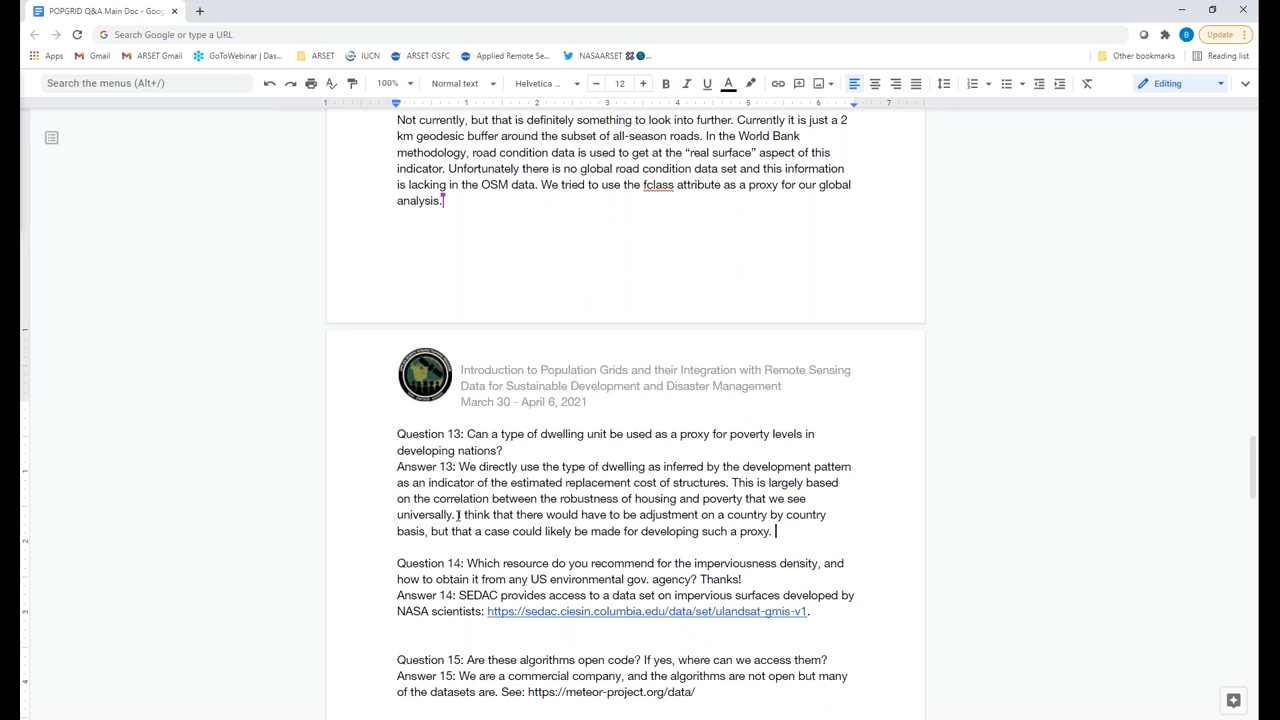 POPGRID Q&A Main Doc - Goo
Search Google or type a URL
Update
Apps
Gmail
ARSET Gmail
GoToWebinar | Das...
ARSET
IUCN
ARSET GSFC
Applied Remote Se...
NASAARSET
Other bookmarks
Reading list
Search the menus (Alt+/)
100%
Normal text
Helvetica ...
12
Editing
1 1 2 3 4 5 6 7
Not currently, but that is definitely something to look into further. Currently it is just a 2
km geodesic buffer around the subset of all-season roads. In the World Bank
methodology, road condition data is used to get at the “real surface” aspect of this
indicator. Unfortunately there is no global road condition data set and this information
is lacking in the OSM data. We tried to use the fclass attribute as a proxy for our global
analysis.
Introduction to Population Grids and their Integration with Remote Sensing
Data for Sustainable Development and Disaster Management
March 30 - April 6, 2021
Question 13: Can a type of dwelling unit be used as a proxy for poverty levels in
developing nations?
Answer 13: We directly use the type of dwelling as inferred by the development pattern
as an indicator of the estimated replacement cost of structures. This is largely based
on the correlation between the robustness of housing and poverty that we see
universally. I think that there would have to be adjustment on a country by country
basis, but that a case could likely be made for developing such a proxy.
Question 14: Which resource do you recommend for the imperviousness density, and
how to obtain it from any US environmental gov. agency? Thanks!
Answer 14: SEDAC provides access to a data set on impervious surfaces developed by
NASA scientists: https://sedac.ciesin.columbia.edu/data/set/ulandsat-gmis-v1.
Question 15: Are these algorithms open code? If yes, where can we access them?
Answer 15: We are a commercial company, and the algorithms are not open but many
of the datasets are. See: https://meteor-project.org/data/